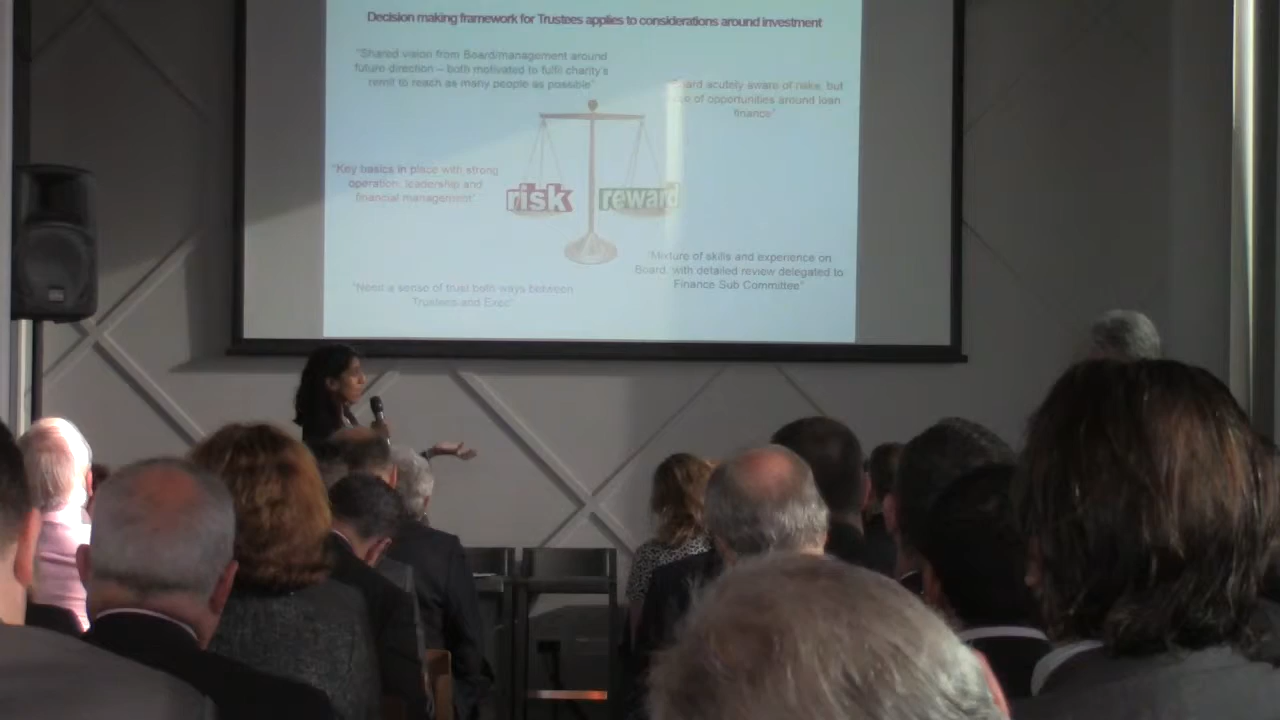 Decision making framework for Trustees applies to considerations around investment
"Shared vision from Board/management around
future direction – both motivated to fulfil charity's
remit to reach as many people as possible"
acutely aware of risks, but
of opportunities around loan
finance"
"Key basics in place with strong
operation, leadership and
financial management"
risk
reward
"Mixture of skills and experience on
Board, with detailed review delegated to
Finance Sub Committee"
"Need a sense of trust both ways between
Trustees and Exec"